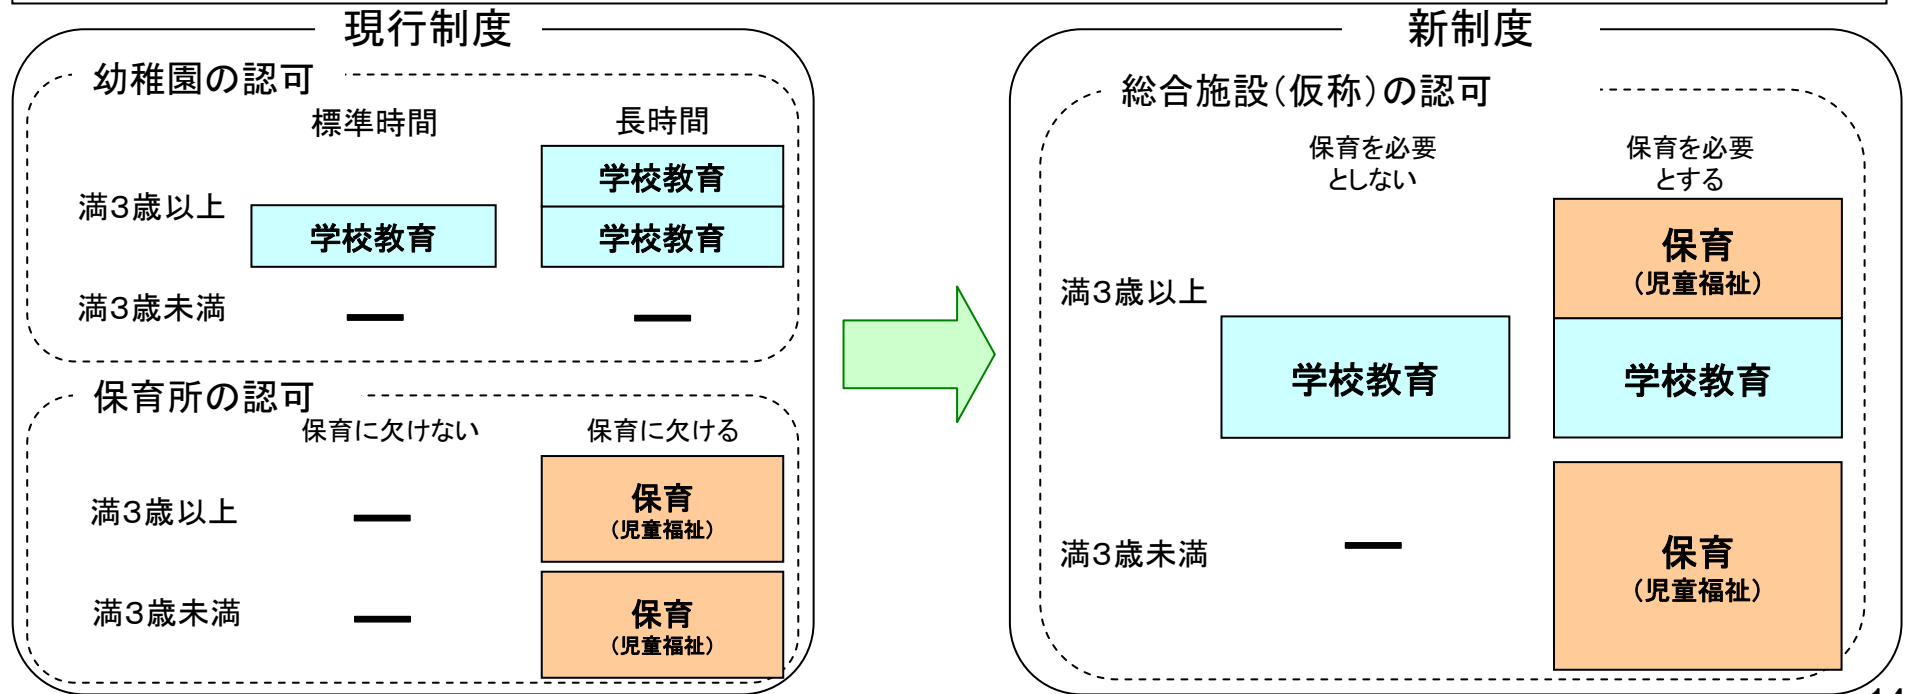 現行制度
幼稚園の認可
標準時間 長時間
学校教育
満3歳以上
学校教育 学校教育
満3歳未満 ― ―
保育所の認可
保育に欠けない 保育に欠ける
満3歳以上 ― 保育
(児童福祉)
満3歳未満 ― 保育
(児童福祉)
新制度
総合施設(仮称)の認可
保育を必要
としない
保育を必要
とする
保育
(児童福祉)
満3歳以上
学校教育 学校教育
満3歳未満 ― 保育
(児童福祉)